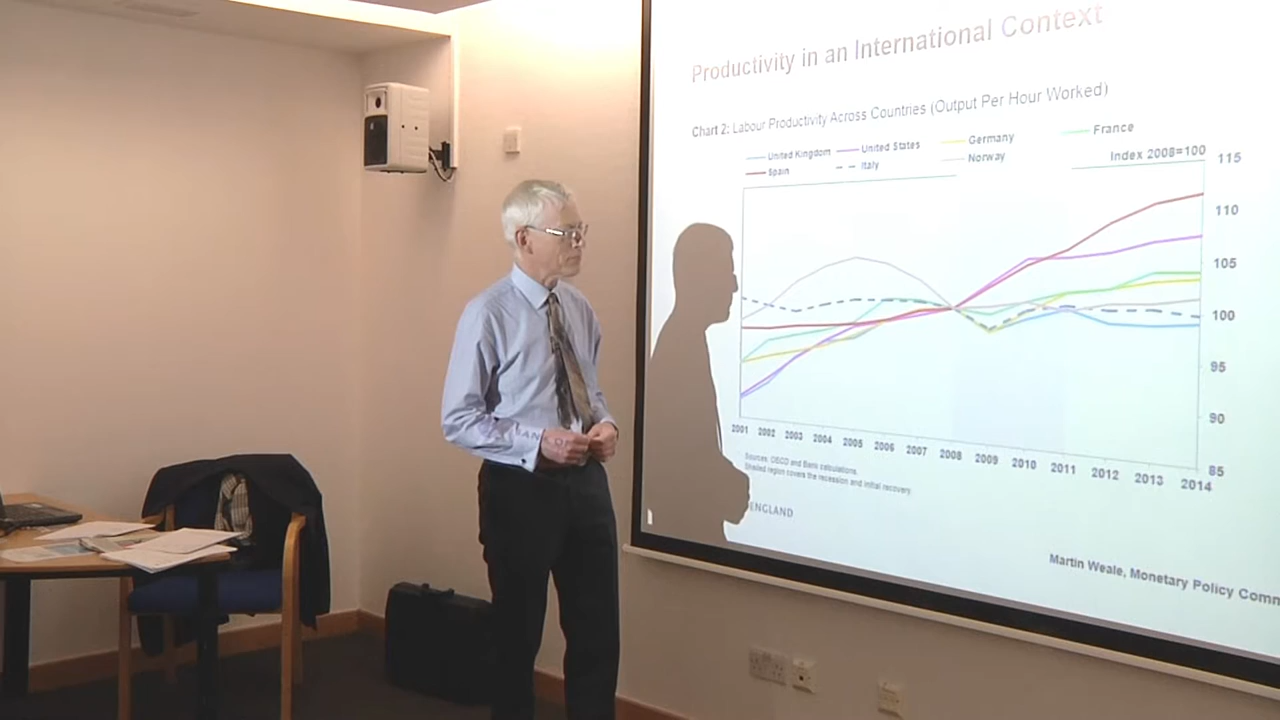 Productivity in an International Context
Chart 2: Labour Productivity Across Countries (Output Per Hour Worked)
United Kingdom United States Germany France
Spain Italy Norway Index 2008=100
115
110
105
100
95
90
85
2001 2002 2003 2004 2005 2006 2007 2008 2009 2010 2011 2012 2013 2014
Sources: OECD and Bank calculations.
Shaded region covers the recession and initial recovery.
ENGLAND
Martin Weale, Monetary Policy Comm